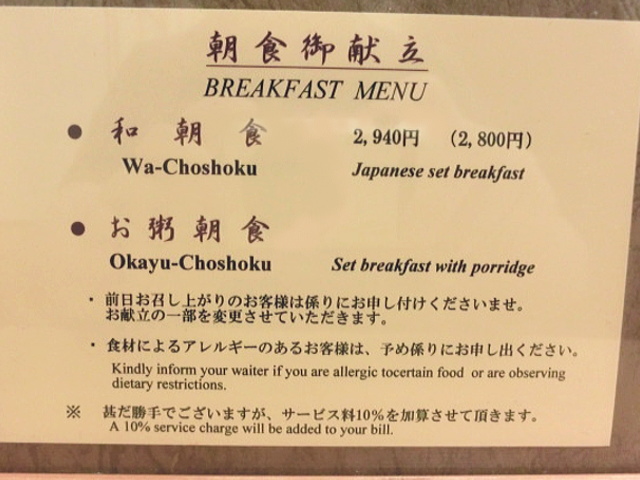 朝食御献立
BREAKFAST MENU
● 和朝食 2,940円 (2,800円)
Wa-Choshoku Japanese set breakfast
● お粥朝食
Okayu-Choshoku Set breakfast with porridge
・前日お召し上がりのお客様は係りにお申し付けくださいませ。
お献立の一部を変更させていただきます。
・食材によるアレルギーのあるお客様は、予め係りにお申し出ください。
Kindly inform your waiter if you are allergic tocertain food or are observing
dietary restrictions.
※ 甚だ勝手でございますが、サービス料10%を加算させて頂きます。
A 10% service charge will be added to your bill.